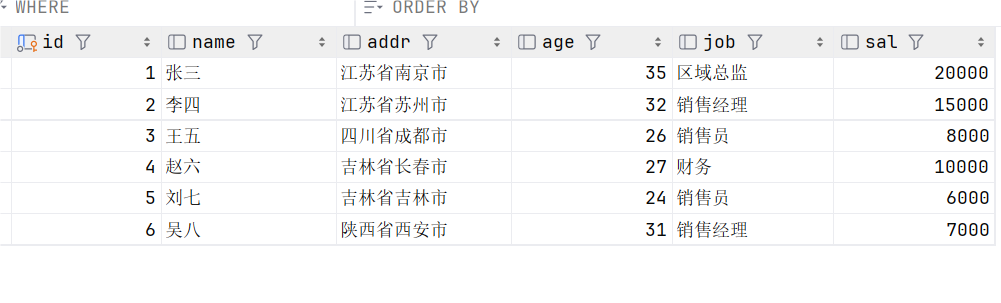 WHERE ORDER BY
id name addr age job sal
1 张三 江苏省南京市 35 区域总监 20000
2 李四 江苏省苏州市 32 销售经理 15000
3 王五 四川省成都市 26 销售员 8000
4 赵六 吉林省长春市 27 财务 10000
5 刘七 吉林省吉林市 24 销售员 6000
6 吴八 陕西省西安市 31 销售经理 7000